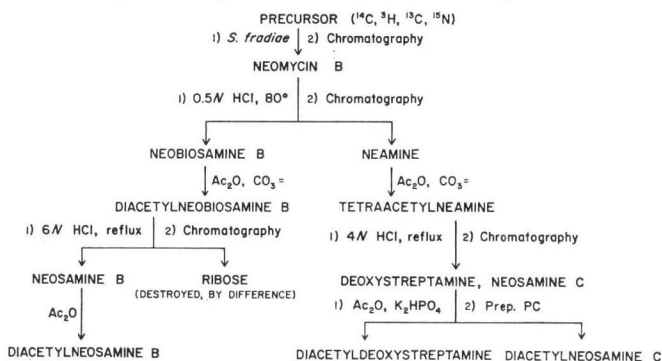 PRECURSOR (¹⁴C, ³H, ¹³C, ¹⁵N)
1) S. fradiae 2) Chromatography
NEOMYCIN B
1) 0.5N HCl, 80° 2) Chromatography
NEOBIOSAMINE B NEAMINE
Ac₂O, CO₃= Ac₂O, CO₃=
DIACETYLNEOBIOSAMINE B TETRAACETYLNEAMINE
1) 6N HCl, reflux 2) Chromatography 1) 4N HCl, reflux 2) Chromatography
NEOSAMINE B RIBOSE DEOXYSTREPTAMINE, NEOSAMINE C
(DESTROYED, BY DIFFERENCE)
Ac₂O 1) Ac₂O, K₂HPO₄ 2) Prep. PC
DIACETYLNEOSAMINE B DIACETYLDEOXYSTREPTAMINE DIACETYLNEOSAMINE C